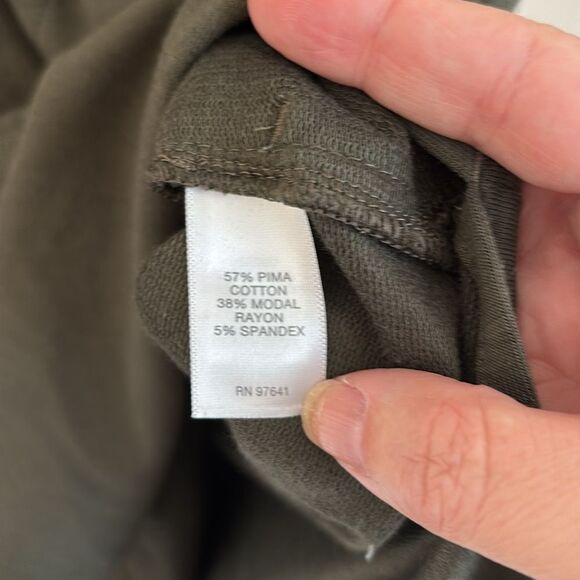 57% PIMA
COTTON
38% MODAL
RAYON
5% SPANDEX
RN 97641